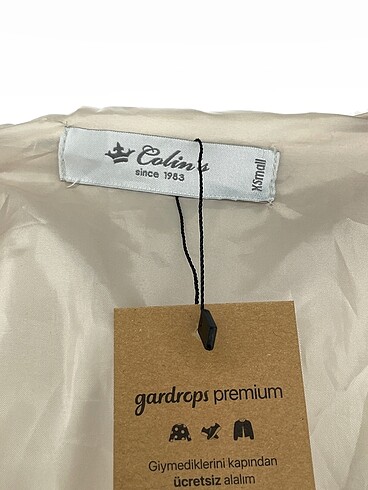 Colin's
since 1983
XSmall
gardrops premium
Giymediklerini kapından
ücretsiz alalım